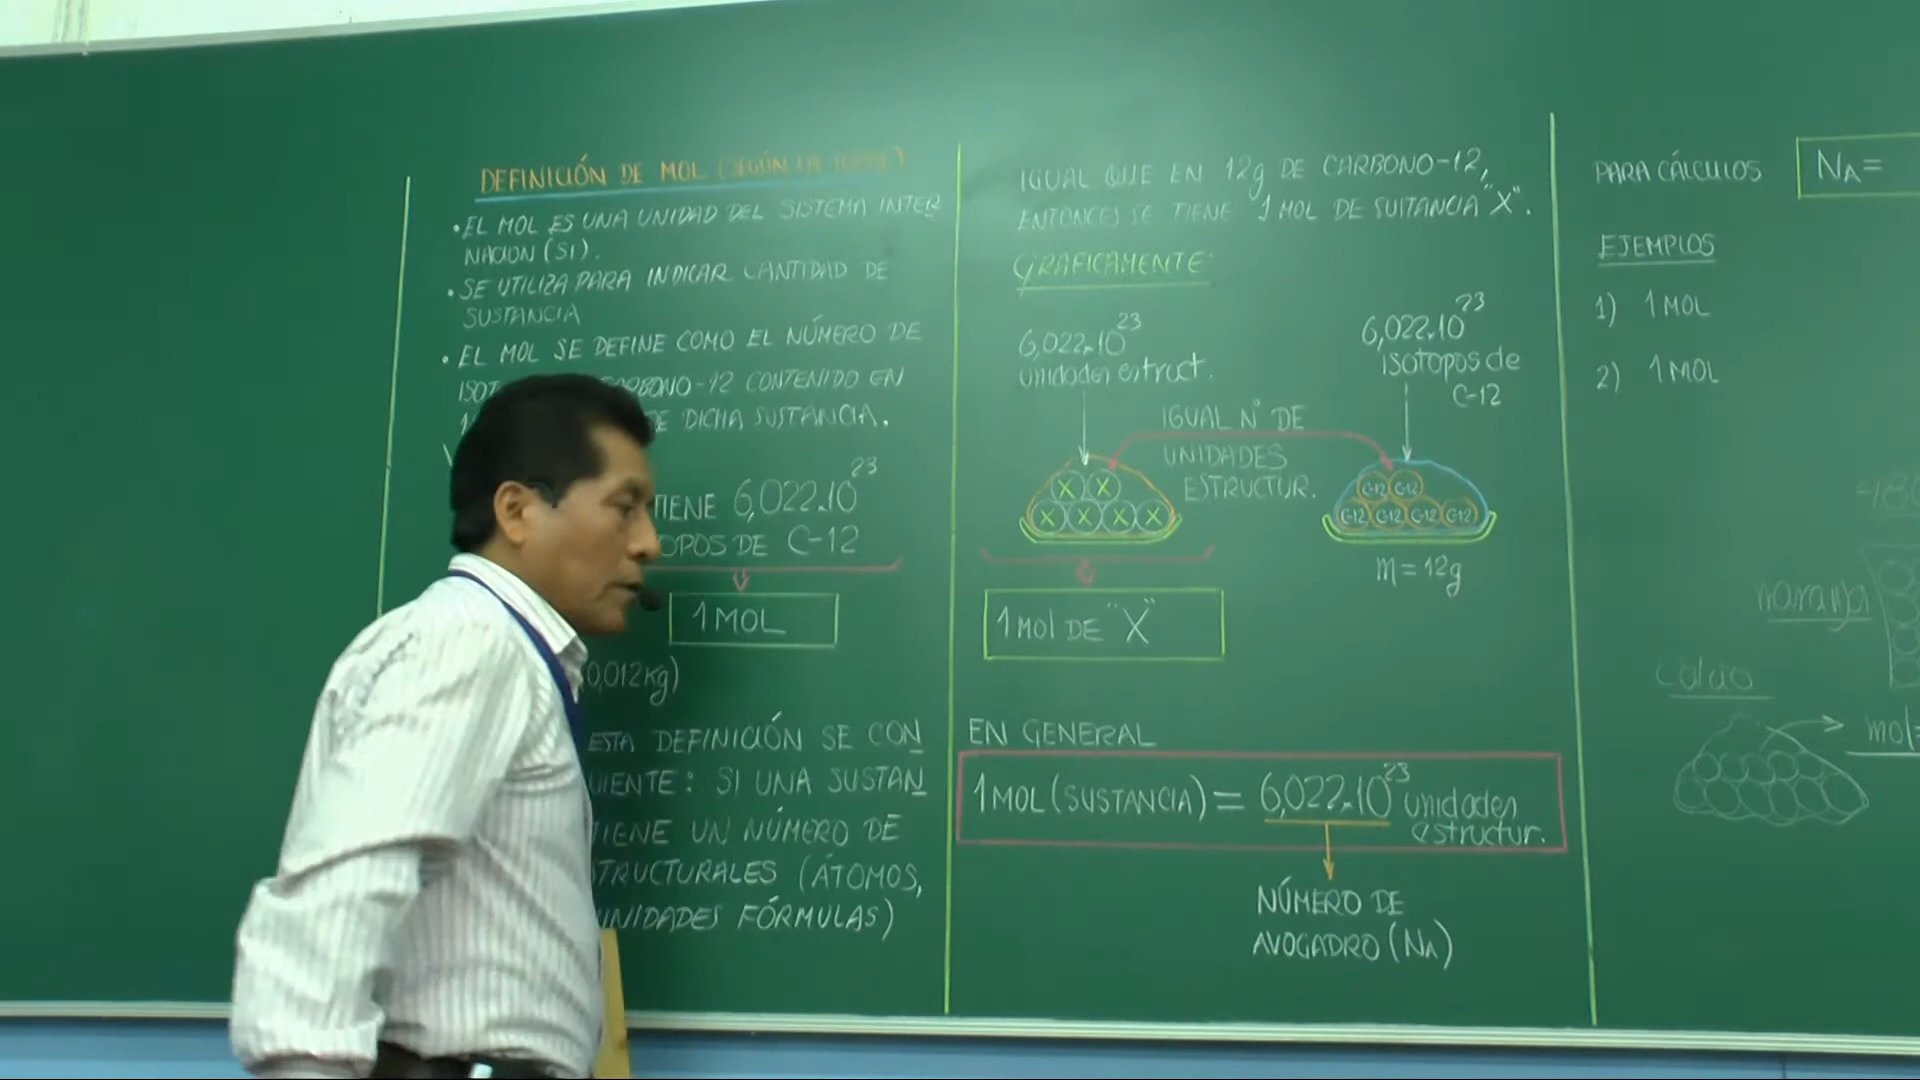 DEFINICIÓN DE MOL (SEGÚN LA
• EL MOL ES UNA UNIDAD DEL SISTEMA INTER
NACION (SI).
• SE UTILIZA PARA INDICAR CANTIDAD DE
SUSTANCIA
• EL MOL SE DEFINE COMO EL NÚMERO DE
CARBONO-12 CONTENIDO EN
DE DICHA SUSTANCIA.
TIENE 6,022.10²³
OPOS DE C-12
1 MOL
0,012Kg)
ESTA DEFINICIÓN SE CON
UIENTE: SI UNA SUSTAN
TIENE UN NÚMERO DE
TRUCTURALES (ÁTOMOS,
UNIDADES FÓRMULAS)
IGUAL QUE EN 12g DE CARBONO-12,
ENTONCES SE TIENE 1 MOL DE SUSTANCIA "X".
GRÁFICAMENTE
6,022.10²³
unidades estruct.
6,022.10²³
isotopos de
C-12
IGUAL N° DE
UNIDADES
ESTRUCTUR.
X X
X X X X
C-12 C-12
C-12 C-12 C-12 C-12
m = 12g
1 Mol DE "X"
EN GENERAL
1 MOL (SUSTANCIA) = 6,022.10²³ unidades
estructur.
NÚMERO DE
AVOGADRO (NA)
PARA CÁLCULOS NA =
EJEMPLOS
1) 1 MOL
2) 1 MOL
naranja
mol=